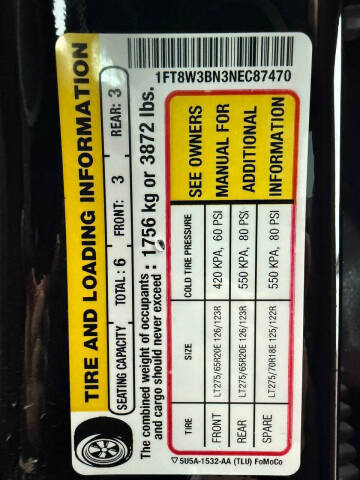 1FT8W3BN3NEC87470
TIRE AND LOADING INFORMATION
SEATING CAPACITY TOTAL : 6 FRONT: 3 REAR: 3
The combined weight of occupants
and cargo should never exceed : 1756 kg or 3872 lbs.
TIRE SIZE COLD TIRE PRESSURE SEE OWNERS
FRONT LT275/65R20E 126/123R 420 KPA, 60 PSI MANUAL FOR
REAR LT275/65R20E 126/123R 550 KPA, 80 PSI ADDITIONAL
SPARE LT275/70R18E 125/122R 550 KPA, 80 PSI INFORMATION
▽ 5U5A-1532-AA (TLU) FoMoCo